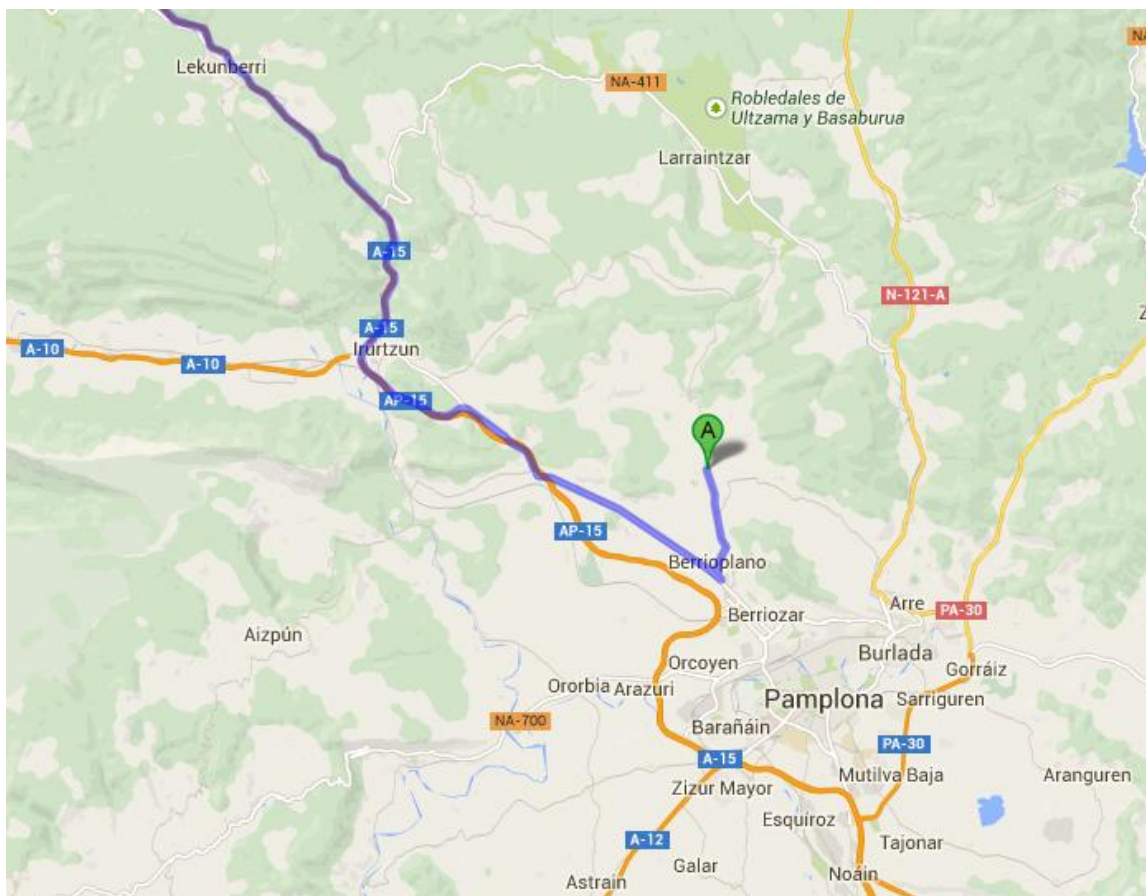 NA
Lekunberri
NA-411
Robledales de
Ultzama y Basaburua
Larraintzar
A-15
N-121-A
A-15
Irurtzun
A-10
A-10
AP-15
A
AP-15
Berrioplano
Arre
PA-30
Berriozar
Aizpún
Burlada
Orcoyen
Gorráiz
Ororbia
Arazuri
Pamplona
Sarriguren
NA-700
Barañáin
PA-30
A-15
Mutilva Baja
Aranguren
Zizur Mayor
Esquiroz
A-12
Tajonar
Galar
Noáin
Astrain